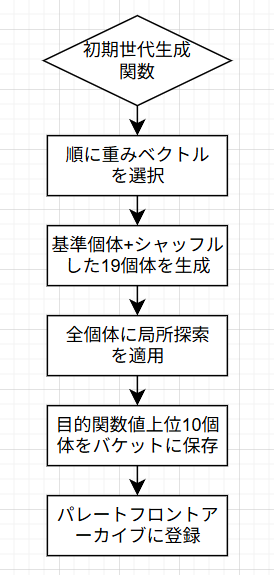 初期世代生成
関数
順に重みベクトル
を選択
基準個体+シャッフル
した19個体を生成
全個体に局所探索
を適用
目的関数値上位10個
体をバケットに保存
パレートフロントア
ーカイブに登録